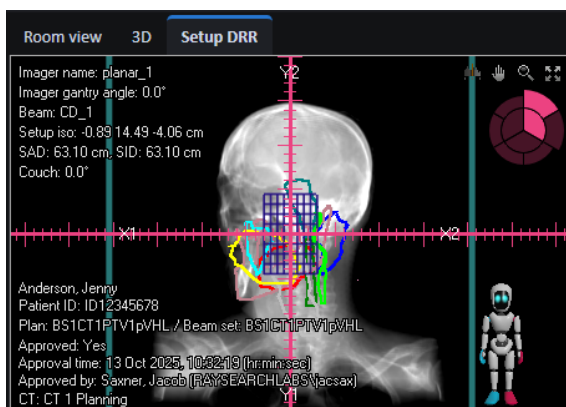 Room view 3D Setup DRR
Imager name: planar_1
Imager gantry angle: 0.0°
Beam: CD_1
Setup iso: -0.89 14.49 -4.06 cm
SAD: 63.10 cm, SID: 63.10 cm
Couch: 0.0°
Y2
X1
X2
Anderson, Jenny
Patient ID: ID12345678
Plan: BS1CT1PTV1pVHL / Beam set: BS1CT1PTV1pVHL
Approved: Yes
Approval time: 13 Oct 2025, 10:32:19 (hr:min:sec)
Approved by: Saxner, Jacob (RAYSEARCHLABS\jacsax)
CT: CT 1 Planning
Y1